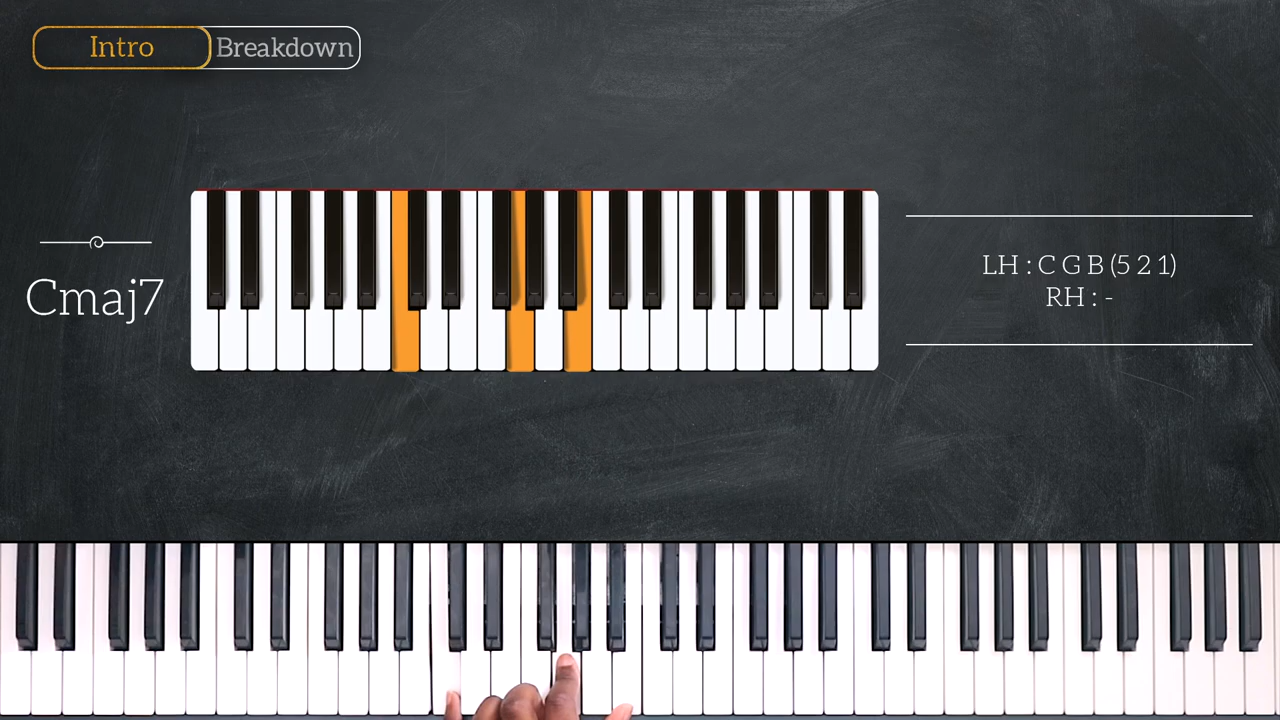 Intro
Breakdown
Cmaj7
LH : C G B (5 2 1)
RH : -